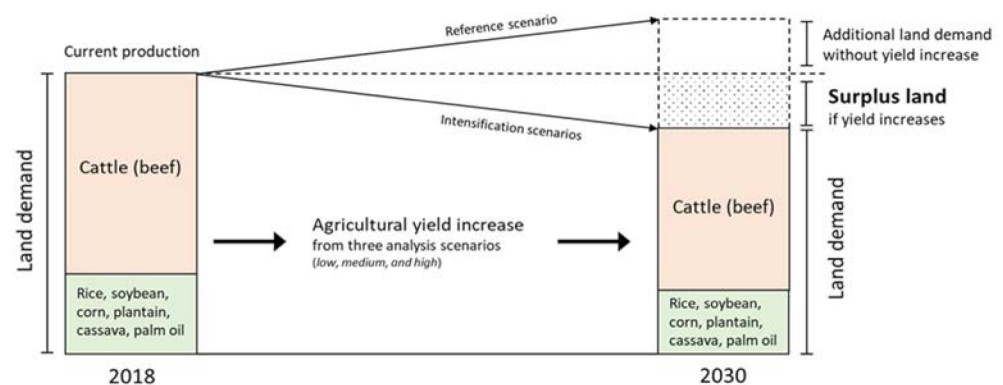 Current production
Reference scenario
Intensification scenarios
Additional land demand
without yield increase
Surplus land
if yield increases
Land demand
Cattle (beef)
Rice, soybean,
corn, plantain,
cassava, palm oil
Agricultural yield increase
from three analysis scenarios
(low, medium, and high)
Cattle (beef)
Rice, soybean,
corn, plantain,
cassava, palm oil
Land demand
2018
2030